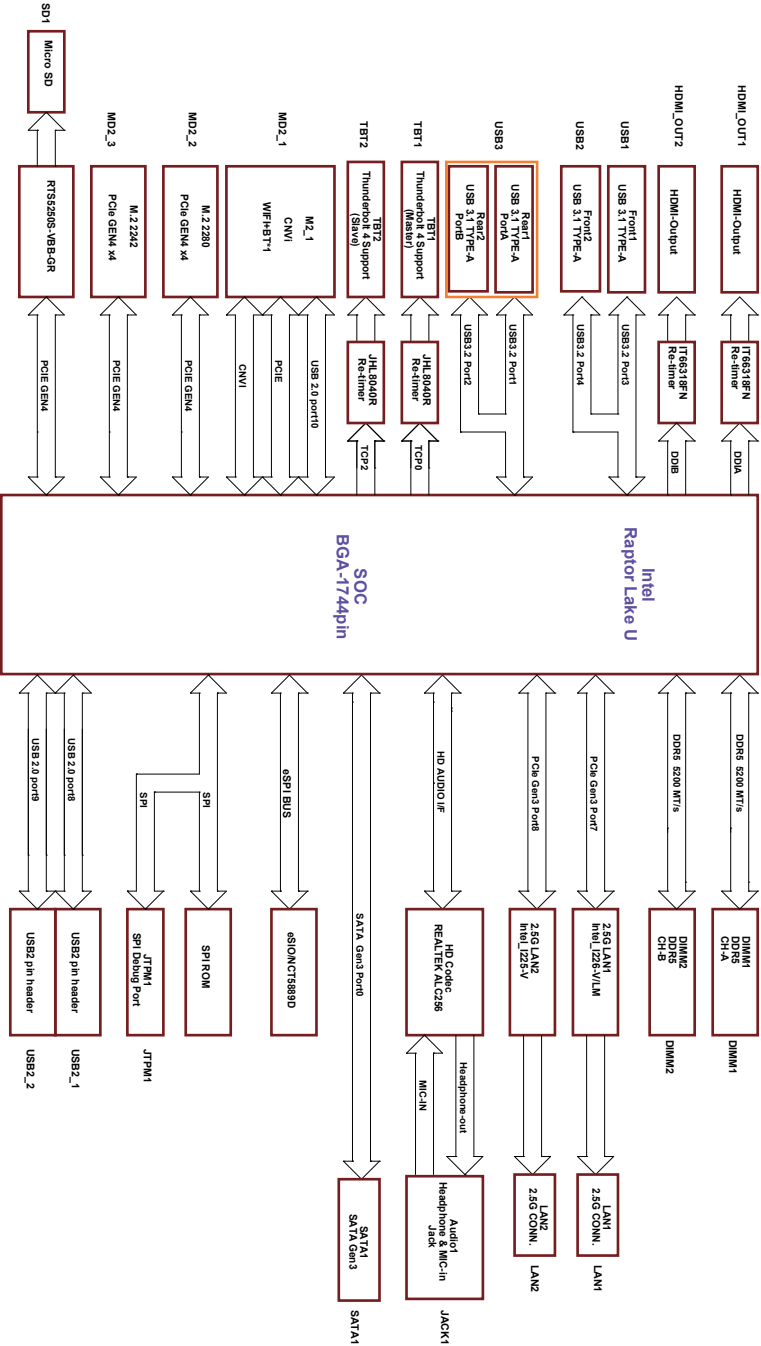 HDMI_OUT1
HDMI-Output
IT66318FN
Re-timer
DDIA
HDMI_OUT2
HDMI-Output
IT66318FN
Re-timer
DDIB
USB1
Front1
USB 3.1 TYPE-A
USB3.2 Port3
USB2
Front2
USB 3.1 TYPE-A
USB3.2 Port4
USB3
Rear1
USB 3.1 TYPE-A
PortA
USB3.2 Port1
Rear2
USB 3.1 TYPE-A
PortB
USB3.2 Port2
TBT1
TBT1
Thunderbolt 4 Support
(Master)
JHL8040R
Re-timer
TCP0
TBT2
TBT2
Thunderbolt 4 Support
(Slave)
JHL8040R
Re-timer
TCP2
MD2_1
M2_1
CNVi
WIFI+BT*1
USB 2.0 port10
PCIE
CNVI
MD2_2
M.2 2280
PCIe GEN4 x4
PCIE GEN4
MD2_3
M.2 2242
PCIe GEN4 x4
PCIE GEN4
SD1
Micro SD
RTS5250S-VBB-GR
PCIE GEN4
Intel
Raptor Lake U
SOC
BGA-1744pin
DDR5 5200 MT/s
DIMM1
DDR5
CH-A
DIMM1
DDR5 5200 MT/s
DIMM2
DDR5
CH-B
DIMM2
PCIe Gen3 Port7
2.5G LAN1
Intel_I226-V/LM
LAN1
2.5G CONN.
LAN1
PCIe Gen3 Port8
2.5G LAN2
Intel_I225-V
LAN2
2.5G CONN.
LAN2
HD AUDIO I/F
HD Codec
REALTEK ALC256
Headphone-out
MIC-IN
Audio1
Headphone & MIC-in
Jack
JACK1
SATA Gen3 Port0
SATA1
SATA Gen3
SATA1
eSPI BUS
eSIO/NCT5889D
SPI
SPI ROM
SPI
JTPM1
SPI Debug Port
JTPM1
USB 2.0 port8
USB2 pin header
USB2_1
USB 2.0 port9
USB2 pin header
USB2_2